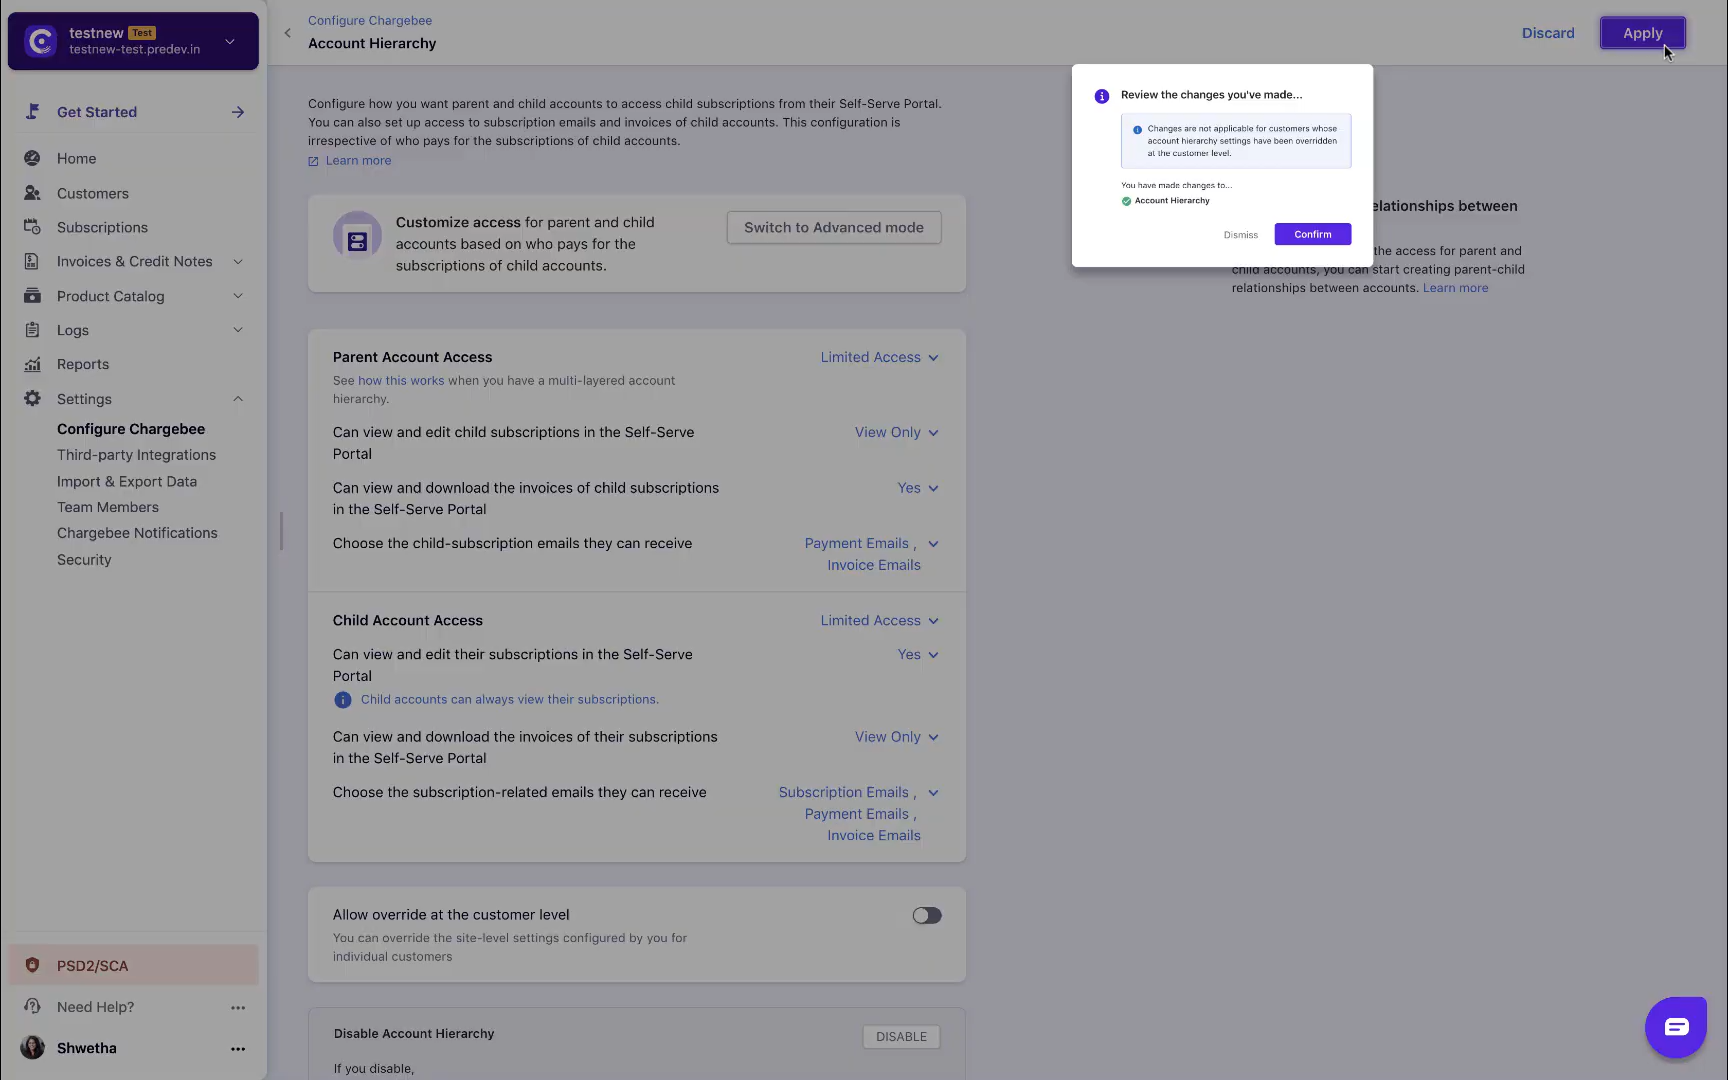 testnew Test
testnew-test.predev.in
Get Started
Home
Customers
Subscriptions
Invoices & Credit Notes
Product Catalog
Logs
Reports
Settings
Configure Chargebee
Third-party Integrations
Import & Export Data
Team Members
Chargebee Notifications
Security
PSD2/SCA
Need Help?
Shwetha
Configure Chargebee
Account Hierarchy
Discard
Apply
Configure how you want parent and child accounts to access child subscriptions from their Self-Serve Portal.
You can also set up access to subscription emails and invoices of child accounts. This configuration is
irrespective of who pays for the subscriptions of child accounts.
Learn more
Customize access for parent and child
accounts based on who pays for the
subscriptions of child accounts.
Switch to Advanced mode
Parent Account Access
Limited Access
See how this works when you have a multi-layered account
hierarchy.
Can view and edit child subscriptions in the Self-Serve
Portal
View Only
Can view and download the invoices of child subscriptions
in the Self-Serve Portal
Yes
Choose the child-subscription emails they can receive
Payment Emails ,
Invoice Emails
Child Account Access
Limited Access
Can view and edit their subscriptions in the Self-Serve
Portal
Yes
Child accounts can always view their subscriptions.
Can view and download the invoices of their subscriptions
in the Self-Serve Portal
View Only
Choose the subscription-related emails they can receive
Subscription Emails ,
Payment Emails ,
Invoice Emails
Allow override at the customer level
You can override the site-level settings configured by you for
individual customers
Disable Account Hierarchy
DISABLE
If you disable,
Review the changes you've made...
Changes are not applicable for customers whose
account hierarchy settings have been overridden
at the customer level.
You have made changes to...
Account Hierarchy
Dismiss
Confirm
elationships between
the access for parent and
child accounts, you can start creating parent-child
relationships between accounts. Learn more